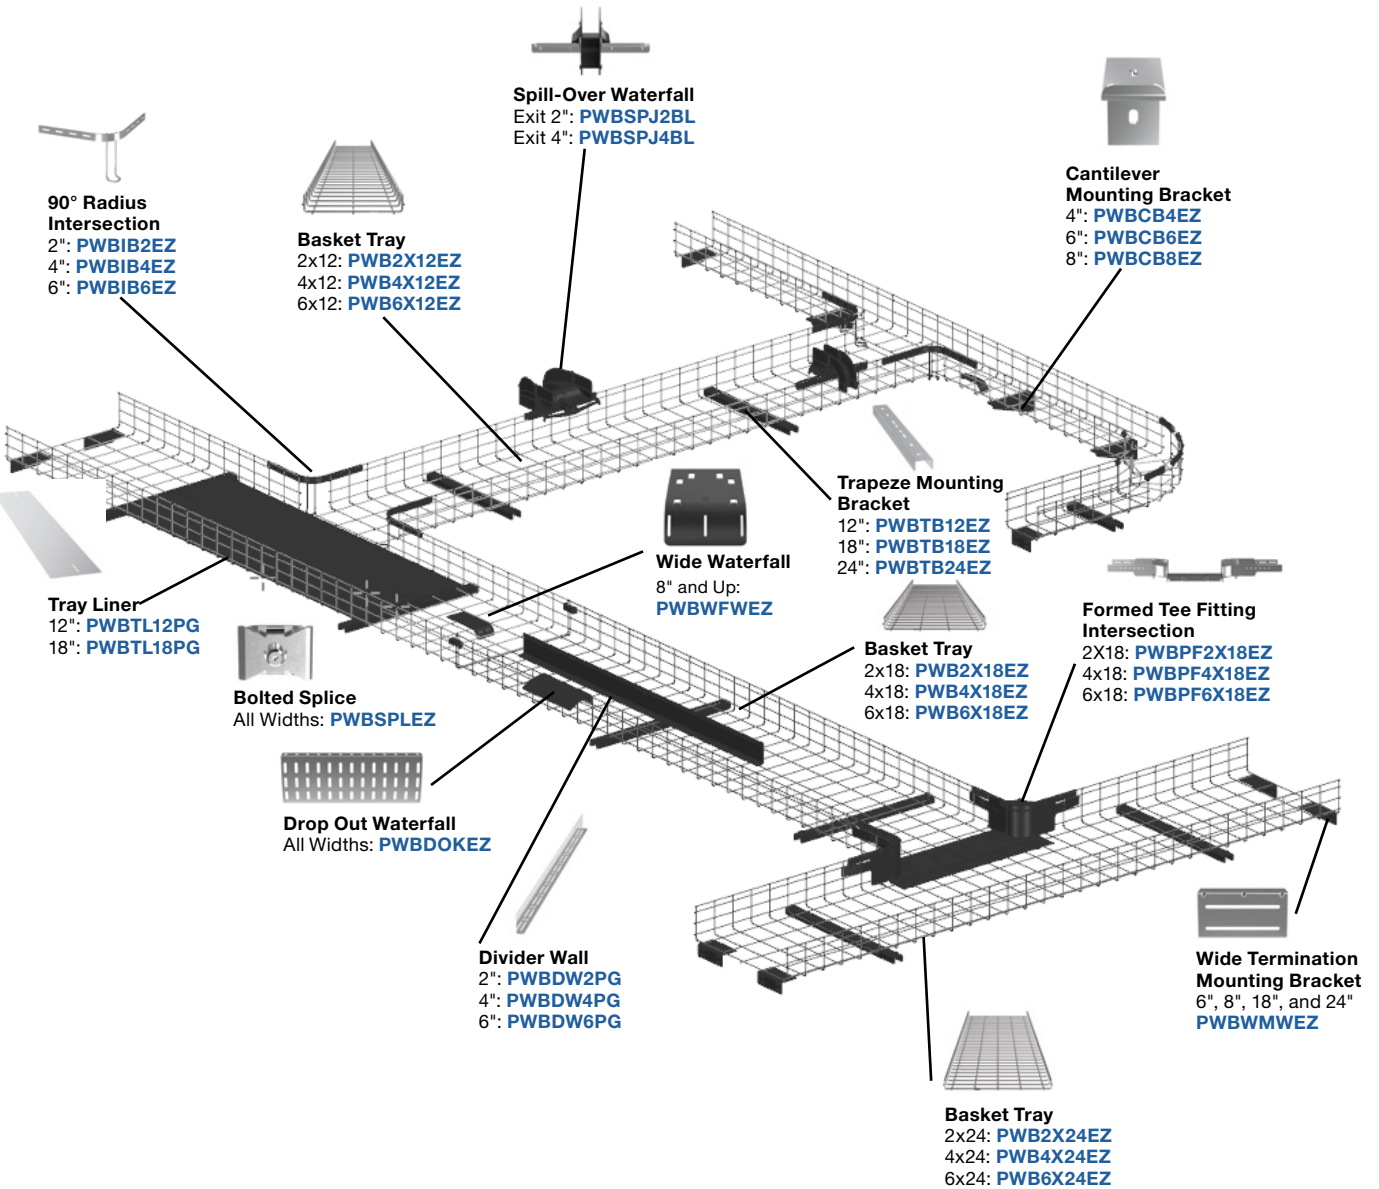 Spill-Over Waterfall
Exit 2": PWBSPJ2BL
Exit 4": PWBSPJ4BL
Cantilever
Mounting Bracket
4": PWBCB4EZ
6": PWBCB6EZ
8": PWBCB8EZ
90° Radius
Intersection
2": PWBIB2EZ
4": PWBIB4EZ
6": PWBIB6EZ
Basket Tray
2x12: PWB2X12EZ
4x12: PWB4X12EZ
6x12: PWB6X12EZ
Trapeze Mounting
Bracket
12": PWBTB12EZ
18": PWBTB18EZ
24": PWBTB24EZ
Wide Waterfall
8" and Up:
PWBWFWEZ
Tray Liner
12": PWBTL12PG
18": PWBTL18PG
Formed Tee Fitting
Intersection
2X18: PWBPF2X18EZ
4x18: PWBPF4X18EZ
6x18: PWBPF6X18EZ
Basket Tray
2x18: PWB2X18EZ
4x18: PWB4X18EZ
6x18: PWB6X18EZ
Bolted Splice
All Widths: PWBSPLEZ
Drop Out Waterfall
All Widths: PWBDOKEZ
Divider Wall
2": PWBDW2PG
4": PWBDW4PG
6": PWBDW6PG
Wide Termination
Mounting Bracket
6", 8", 18", and 24"
PWBWMWEZ
Basket Tray
2x24: PWB2X24EZ
4x24: PWB4X24EZ
6x24: PWB6X24EZ